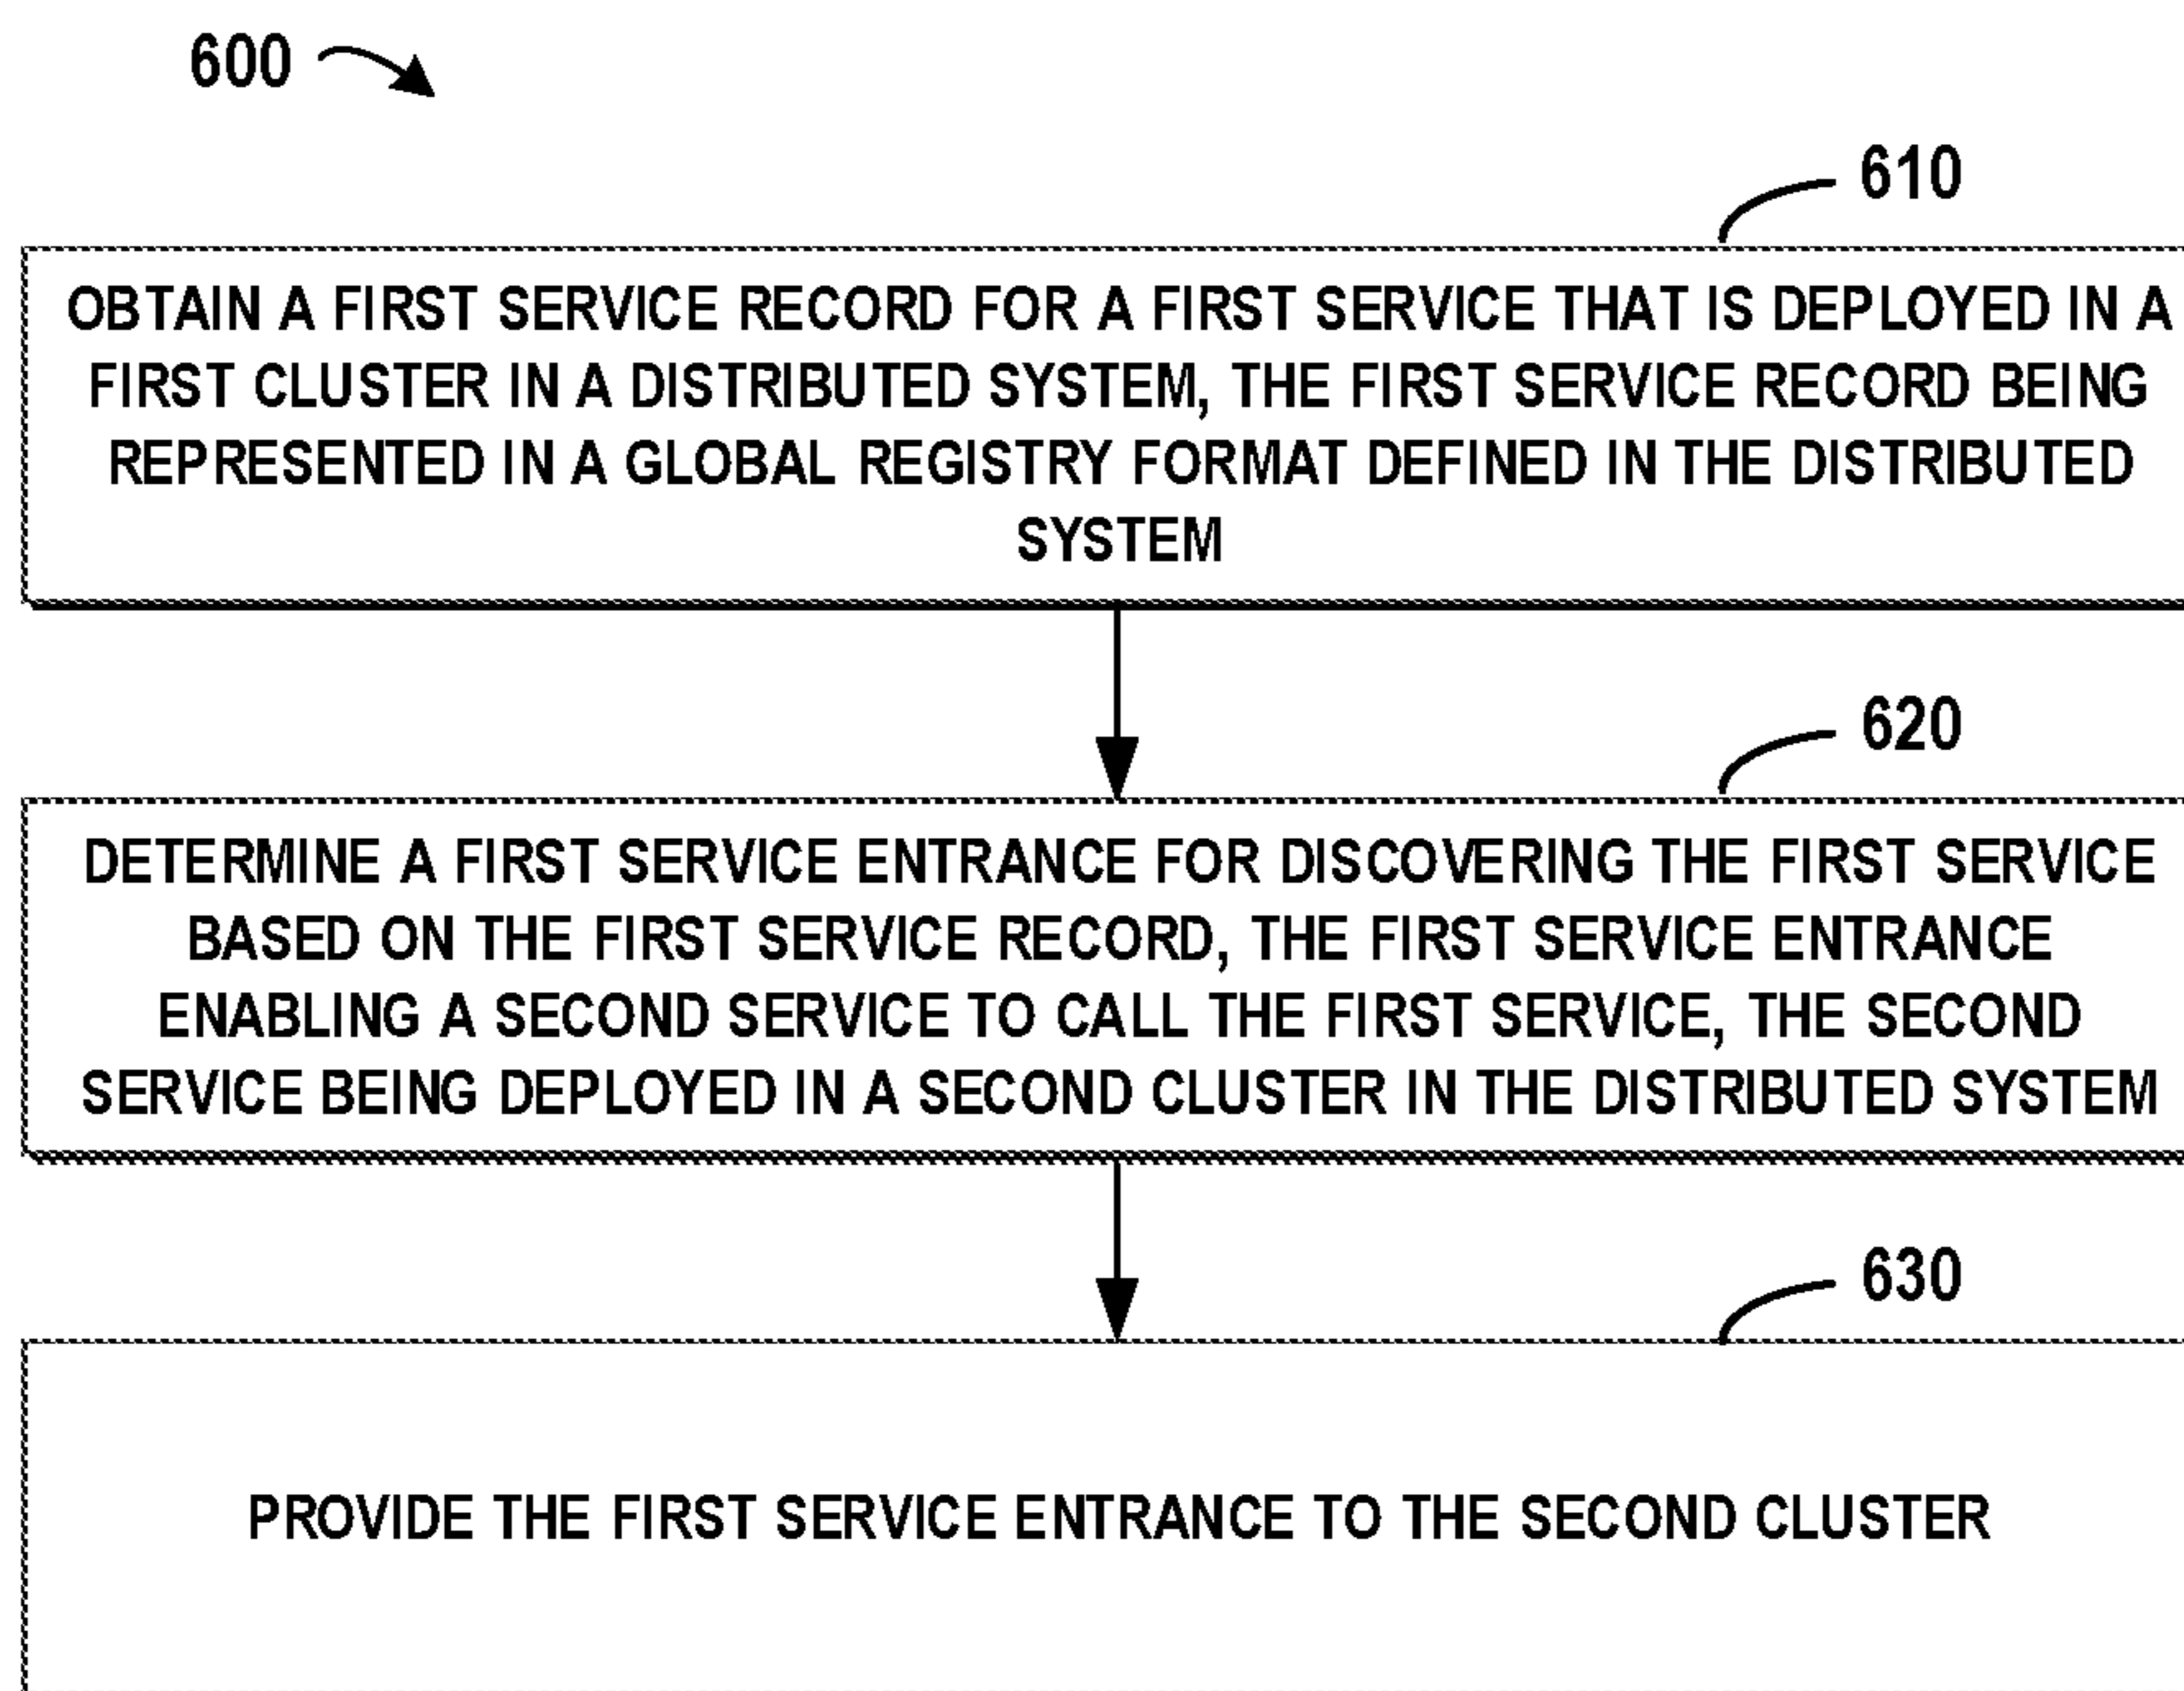 600
610
OBTAIN A FIRST SERVICE RECORD FOR A FIRST SERVICE THAT IS DEPLOYED IN A
FIRST CLUSTER IN A DISTRIBUTED SYSTEM, THE FIRST SERVICE RECORD BEING
REPRESENTED IN A GLOBAL REGISTRY FORMAT DEFINED IN THE DISTRIBUTED
SYSTEM
620
DETERMINE A FIRST SERVICE ENTRANCE FOR DISCOVERING THE FIRST SERVICE
BASED ON THE FIRST SERVICE RECORD, THE FIRST SERVICE ENTRANCE
ENABLING A SECOND SERVICE TO CALL THE FIRST SERVICE, THE SECOND
SERVICE BEING DEPLOYED IN A SECOND CLUSTER IN THE DISTRIBUTED SYSTEM
630
PROVIDE THE FIRST SERVICE ENTRANCE TO THE SECOND CLUSTER